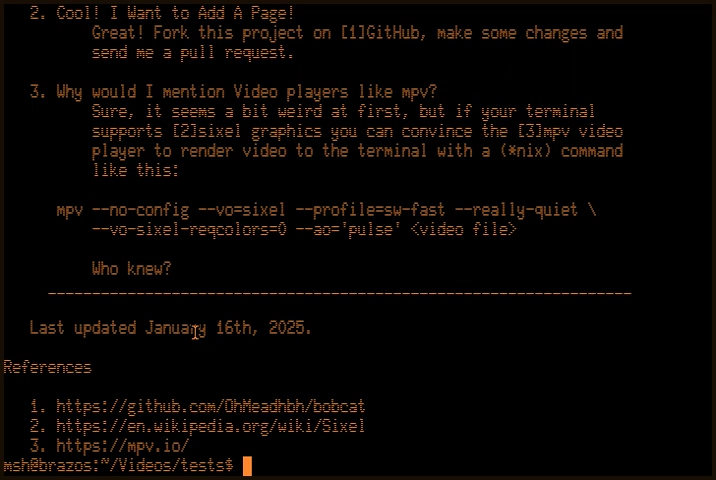 2. Cool! I Want to Add A Page!
Great! Fork this project on [1]GitHub, make some changes and
send me a pull request.
3. Why would I mention Video players like mpv?
Sure, it seems a bit weird at first, but if your terminal
supports [2]sixel graphics you can convince the [3]mpv video
player to render video to the terminal with a (*nix) command
like this:
mpv --no-config --vo=sixel --profile=sw-fast --really-quiet \
--vo-sixel-reqcolors=0 --ao='pulse' <video file>
Who knew?
Last updated January 16th, 2025.
References
1. https://github.com/OhMeadhbh/bobcat
2. https://en.wikipedia.org/wiki/Sixel
3. https://mpv.io/
msh@brazos:~/Videos/tests$